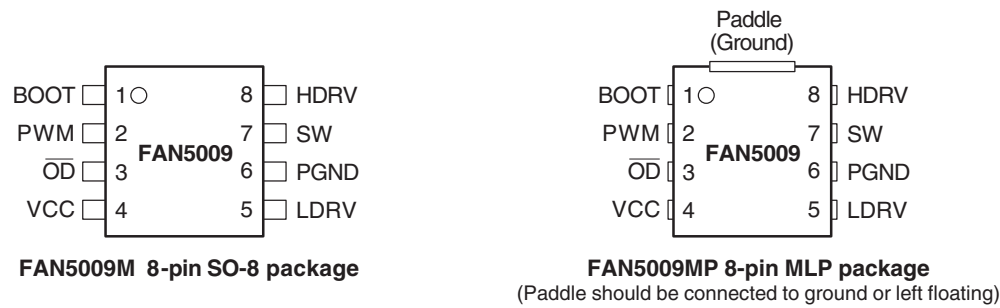 Paddle
(Ground)
BOOT 1 8 HDRV
PWM 2 7 SW
FAN5009
O̅D̅ 3 6 PGND
VCC 4 5 LDRV
FAN5009M 8-pin SO-8 package
BOOT 1 8 HDRV
PWM 2 7 SW
FAN5009
O̅D̅ 3 6 PGND
VCC 4 5 LDRV
FAN5009MP 8-pin MLP package
(Paddle should be connected to ground or left floating)